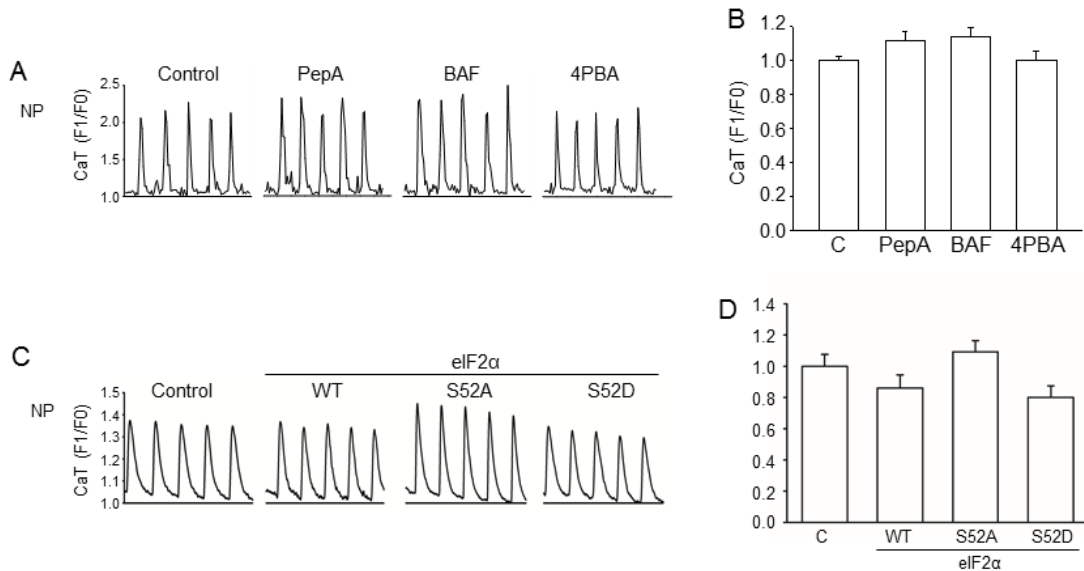 A
NP
Control PepA BAF 4PBA
CaT (F1/F0)
2.5
2.0
1.5
1.0
B
CaT (F1/F0)
1.2
1.0
0.8
0.6
0.4
0.2
0.0
C PepA BAF 4PBA
C
NP
eIF2α
Control WT S52A S52D
CaT (F1/F0)
1.5
1.4
1.3
1.1
1.1
1.0
D
1.4
1.2
1.0
0.8
0.6
0.4
0.2
0.0
C WT S52A S52D
eIF2α